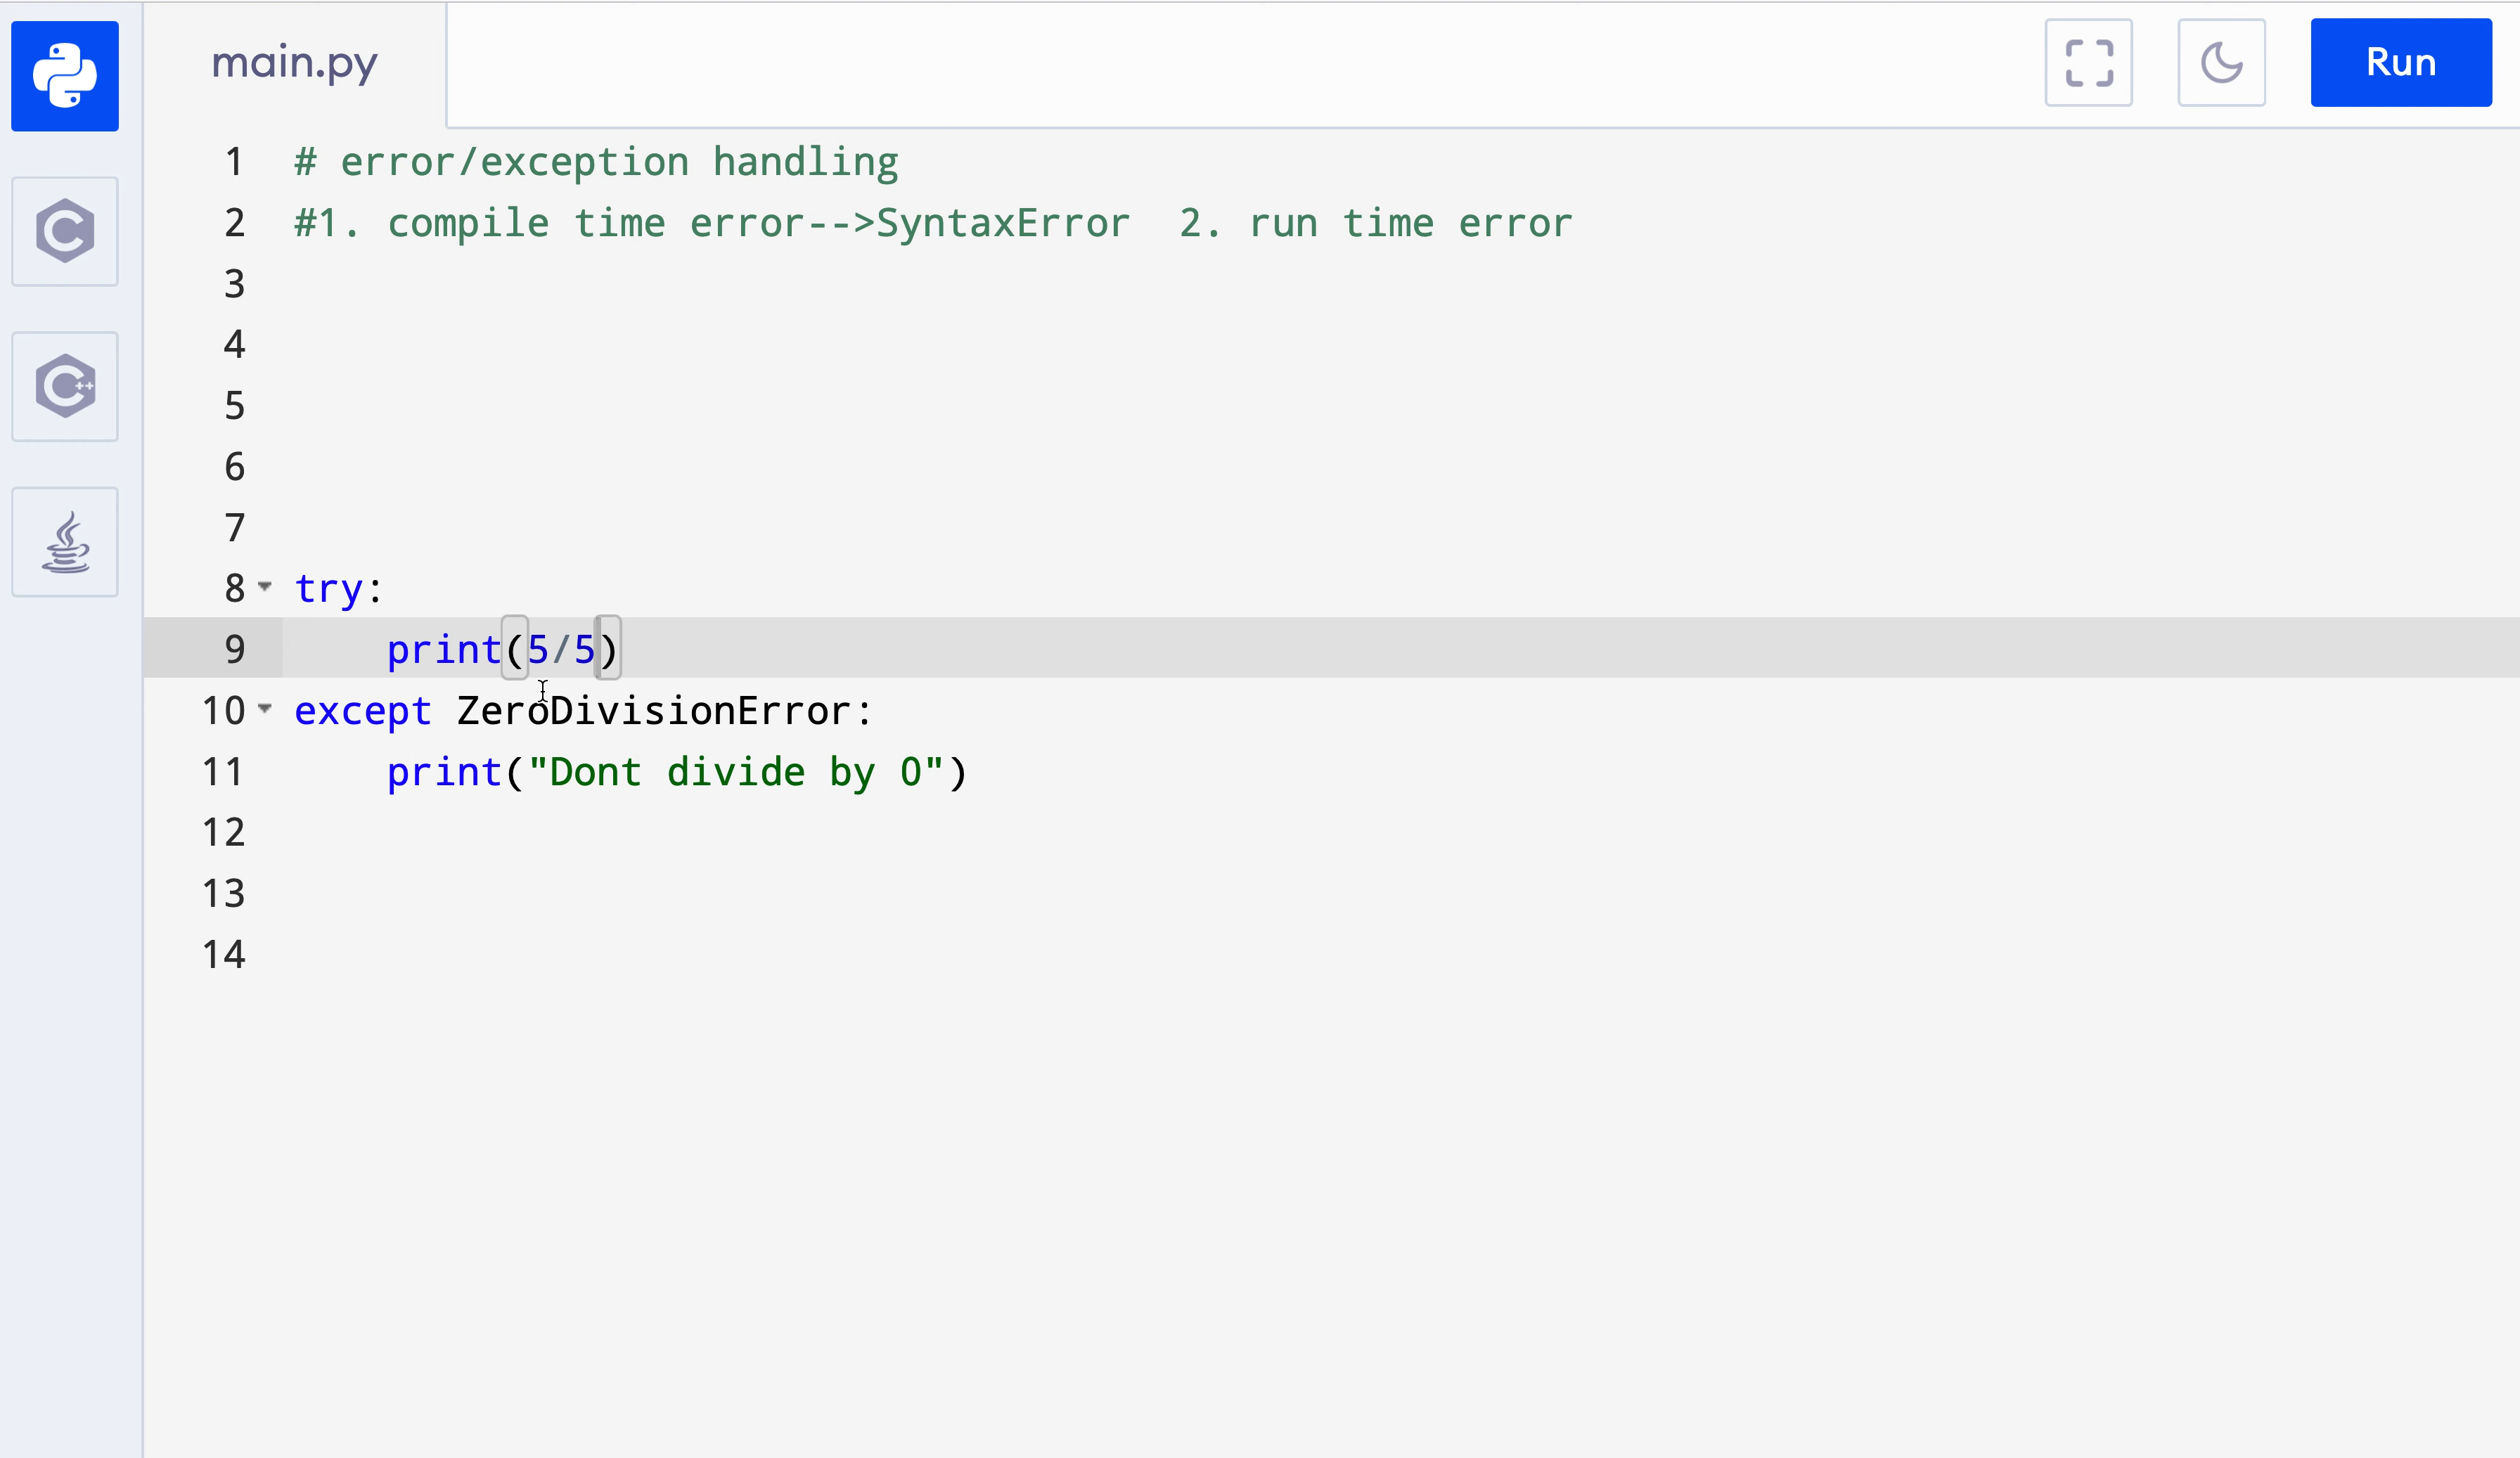 main.py
Run
1 # error/exception handling
2 #1. compile time error-->SyntaxError  2. run time error
3
4
5
6
7
8 try:
9     print(5/5)
10 except ZeroDivisionError:
11     print("Dont divide by 0")
12
13
14